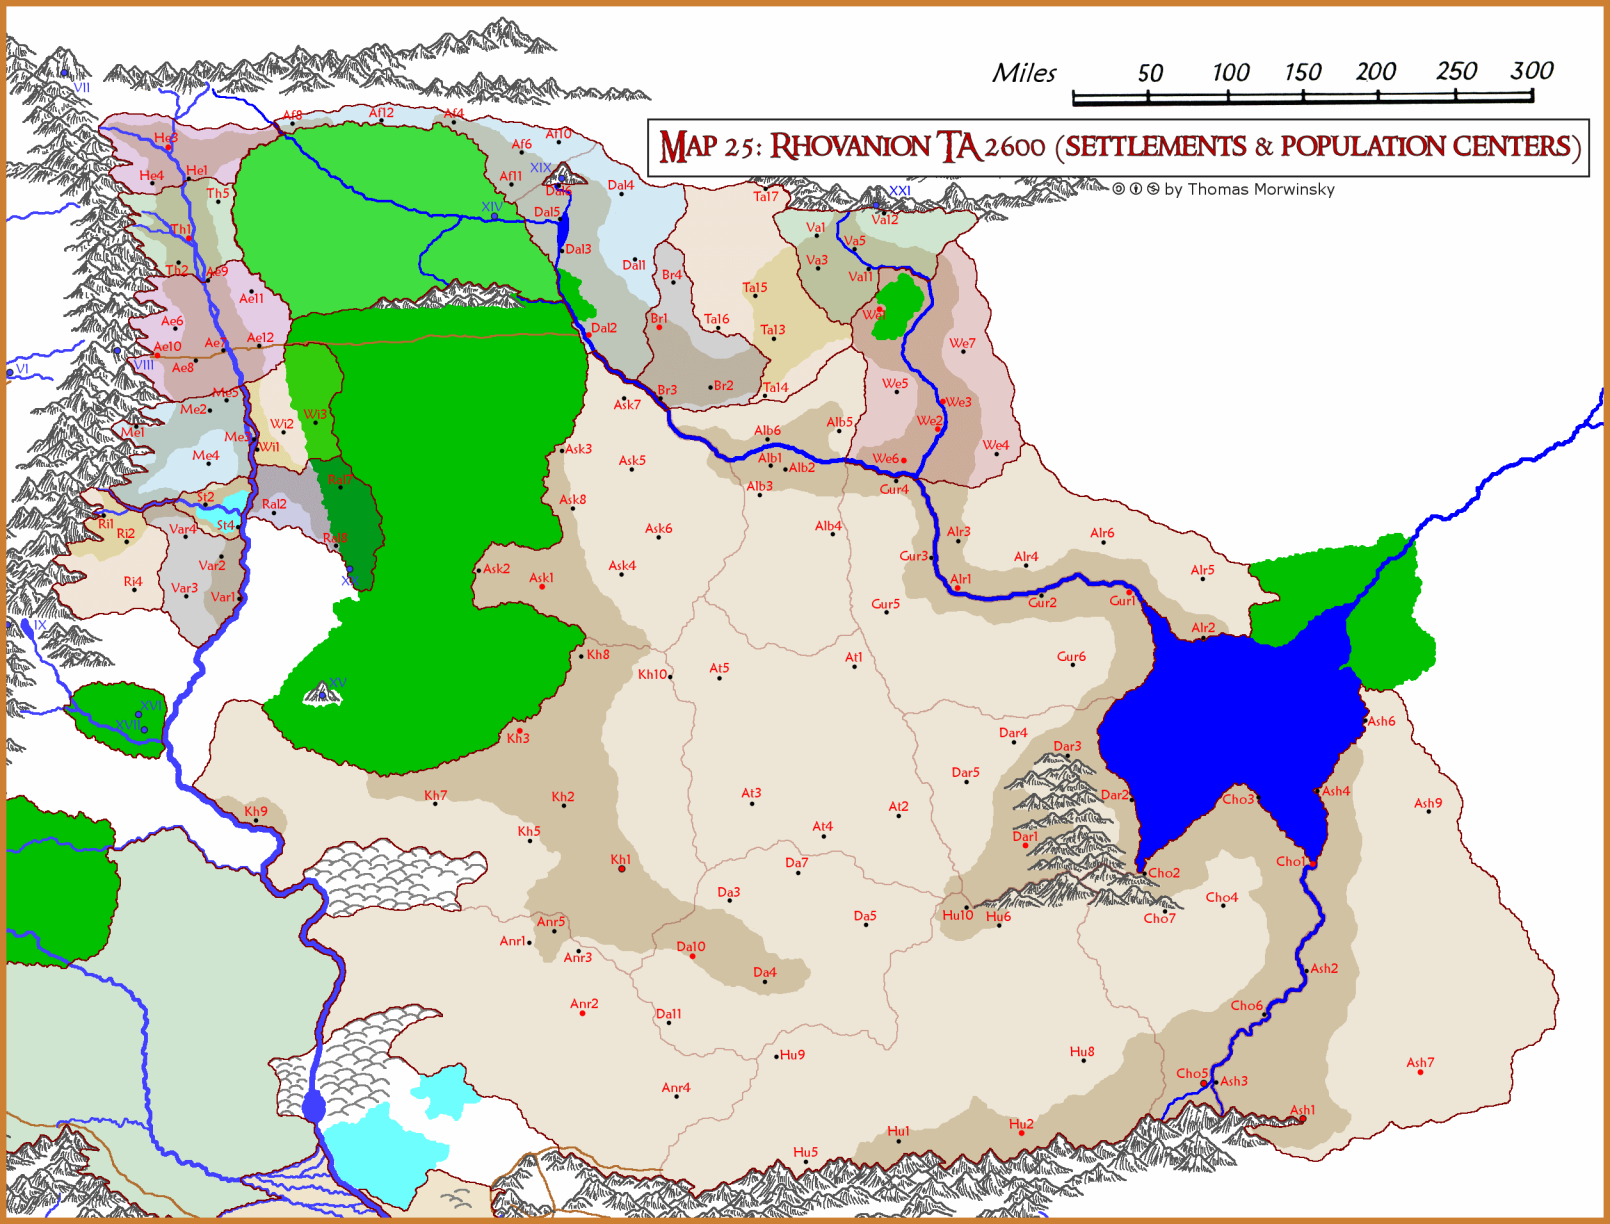 Miles 50 100 150 200 250 300
MAP 25: RHOVANION TA 2600 (SETTLEMENTS & POPULATION CENTERS)
by Thomas Morwinsky
VII
Af8
Af12
Af4
Af10
Af6
Af11
XIX
Dal6
Dal4
He3
He4
He1
Th5
Th1
Th2
Ae9
Ae11
Ae6
Ae10
Ae7
Ae12
Ae8
VIII
VI
XIV
Dal5
Dal3
Dal1
Dal2
Br4
Br1
Br2
Br3
Ta17
Ta15
Ta16
Ta13
Ta14
XXI
Va12
Va1
Va5
Va3
Va11
We1
We7
We5
We3
We2
We4
We6
Me5
Me2
Me1
Me3
Me4
Wi3
Wi2
Wi1
St2
St4
Ral2
Ri1
Ri2
Ri4
Var4
Var2
Var3
Var1
XX
IX
Ask7
Ask3
Ask5
Ask8
Ask6
Ask4
Ask2
Ask1
Alb6
Alb5
Alb1
Alb2
Alb3
Alb4
Gur4
Gur3
Alr3
Alr4
Alr6
Alr1
Alr5
Gur5
Gur2
Gur1
Alr2
Gur6
Kh8
Kh10
At5
At1
XV
XVI
XVII
Kh3
Kh7
Kh2
Kh9
Kh5
Kh1
At3
At2
At4
Dar4
Dar3
Dar5
Dar2
Dar1
Ash6
Ash4
Ash9
Cho3
Cho1
Cho2
Cho4
Cho7
Da7
Da3
Da5
Hu10
Hu6
Anr5
Anr1
Anr3
Da10
Da4
Anr2
Da11
Ash2
Cho6
Hu9
Hu8
Anr4
Cho5
Ash3
Ash7
Ash1
Hu1
Hu2
Hu5